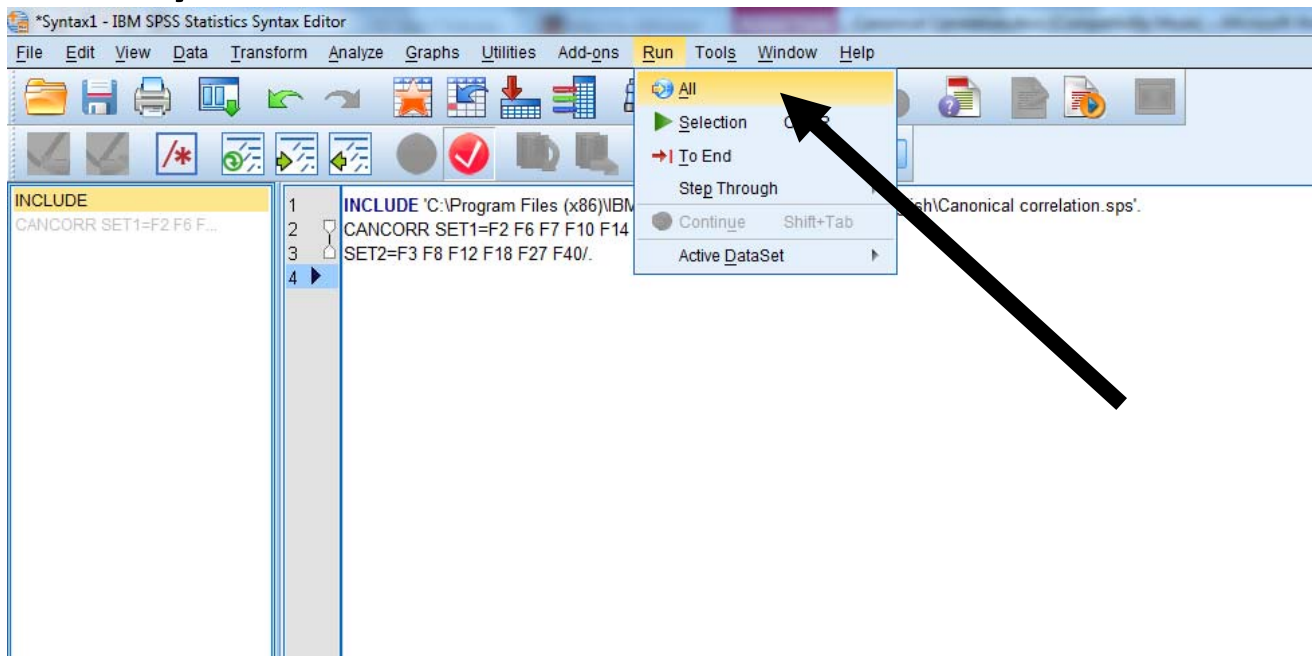 *Syntax1 - IBM SPSS Statistics Syntax Editor
File Edit View Data Transform Analyze Graphs Utilities Add-ons Run Tools Window Help
All
Selection
To End
Step Through
Continue Shift+Tab
Active DataSet
INCLUDE
CANCORR SET1=F2 F6 F...
1 INCLUDE 'C:\Program Files (x86)\IBM sh\Canonical correlation.sps'.
2 CANCORR SET1=F2 F6 F7 F10 F14
3 SET2=F3 F8 F12 F18 F27 F40/.
4